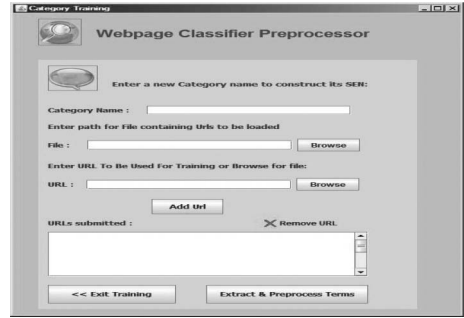 Category Training
Webpage Classifier Preprocessor
Enter a new Category name to construct its SEN:
Category Name :
Enter path for File containing Urls to be loaded
File : Browse
Enter URL To Be Used For Training or Browse for file:
URL : Browse
Add Url
URLs submitted : Remove URL
<< Exit Training Extract & Preprocess Terms